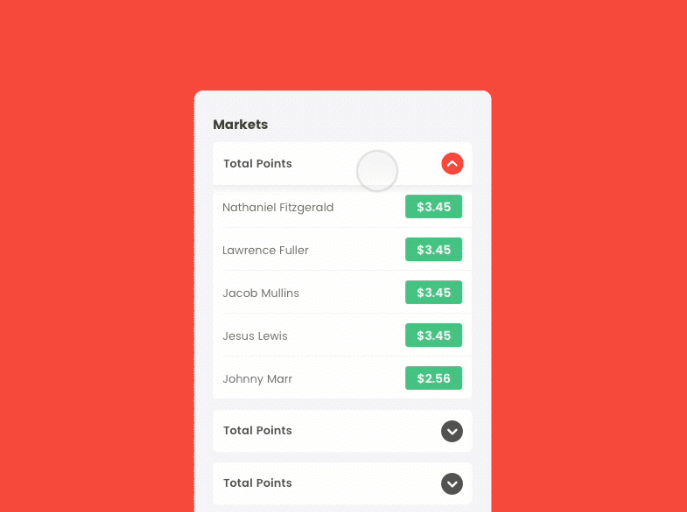 Markets
Total Points
Nathaniel Fitzgerald $3.45
Lawrence Fuller $3.45
Jacob Mullins $3.45
Jesus Lewis $3.45
Johnny Marr $2.56
Total Points
Total Points